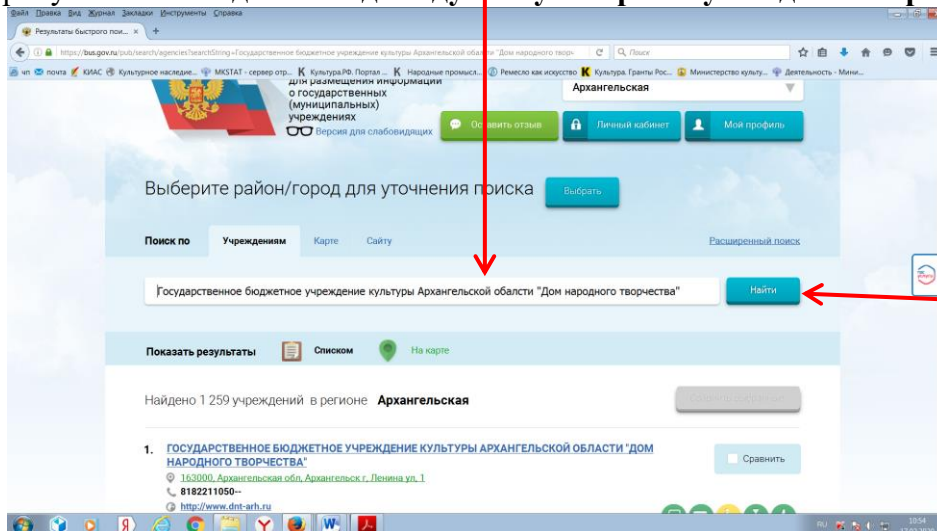 Файл Правка Вид Журнал Закладки Инструменты Справка
Результаты быстрого пои... × +
https://bus.gov.ru/pub/search/agencies?searchString=Государственное бюджетное учреждение культуры Архангельской обалсти "Дом народного творч Поиск
чп почта КИАС Культурное наследие... MKSTAT - сервер отр... Культура.РФ. Портал ... Народные промысл... Ремесло как искусство Культура. Гранты Рос... Министерство культу... Деятельность - Мини...
для размещения информации
о государственных
(муниципальных)
учреждениях
Версия для слабовидящих
Архангельская
Оставить отзыв Личный кабинет Мой профиль
Выберите район/город для уточнения поиска Выбрать
Поиск по Учреждениям Карте Сайту Расширенный поиск
Государственное бюджетное учреждение культуры Архангельской обалсти "Дом народного творчества" Найти
Показать результаты Списком На карте
Найдено 1 259 учреждений в регионе Архангельская
1. ГОСУДАРСТВЕННОЕ БЮДЖЕТНОЕ УЧРЕЖДЕНИЕ КУЛЬТУРЫ АРХАНГЕЛЬСКОЙ ОБЛАСТИ "ДОМ
НАРОДНОГО ТВОРЧЕСТВА"
Сравнить
163000, Архангельская обл, Архангельск г, Ленина ул, 1
8182211050--
http://www.dnt-arh.ru
RU 10:54